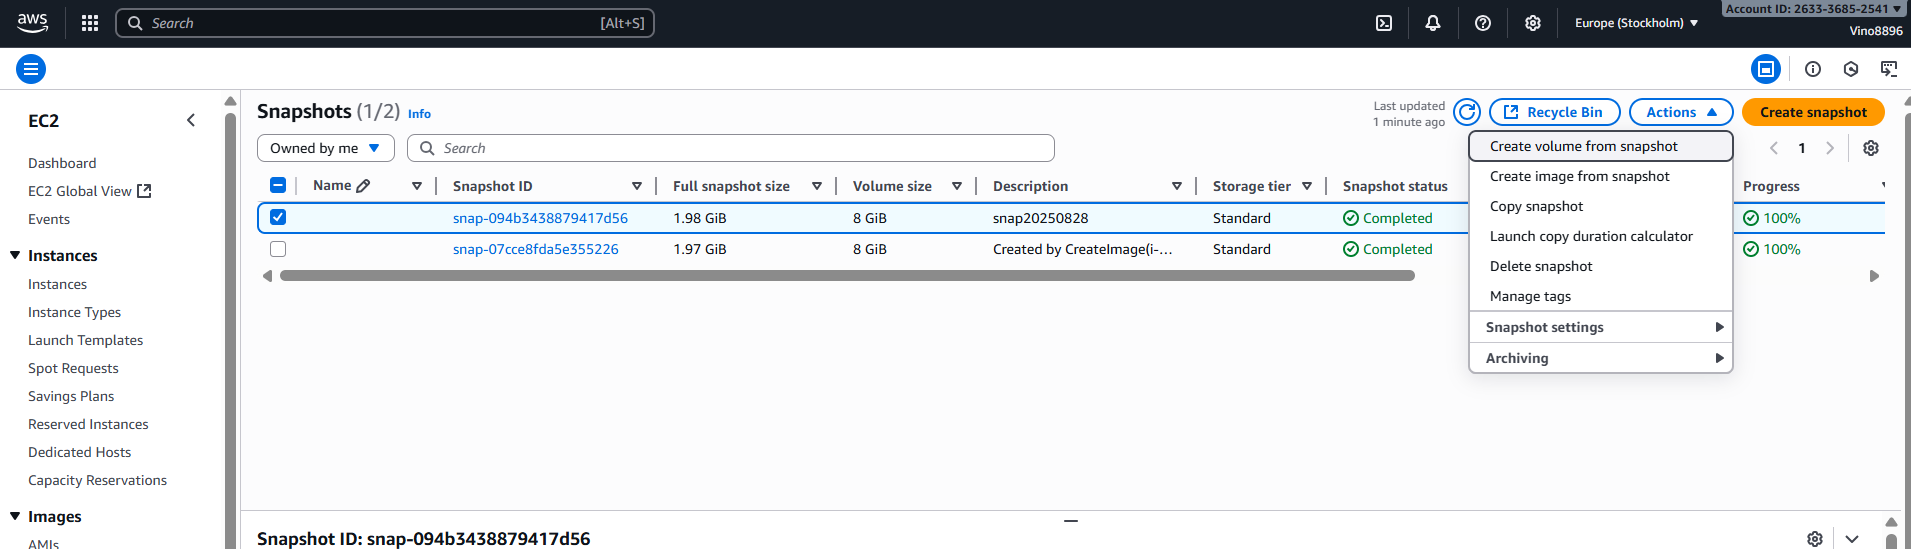 aws
Search
[Alt+S]
Europe (Stockholm)
Account ID: 2633-3685-2541
Vino8896
EC2
Dashboard
EC2 Global View
Events
Instances
Instances
Instance Types
Launch Templates
Spot Requests
Savings Plans
Reserved Instances
Dedicated Hosts
Capacity Reservations
Images
AMIs
Snapshots (1/2) Info
Last updated
1 minute ago
Recycle Bin
Actions
Create snapshot
Owned by me
Search
1
Name Snapshot ID Full snapshot size Volume size Description Storage tier Snapshot status Progress
snap-094b3438879417d56 1.98 GiB 8 GiB snap20250828 Standard Completed 100%
snap-07cce8fda5e355226 1.97 GiB 8 GiB Created by CreateImage(i-... Standard Completed 100%
Create volume from snapshot
Create image from snapshot
Copy snapshot
Launch copy duration calculator
Delete snapshot
Manage tags
Snapshot settings
Archiving
Snapshot ID: snap-094b3438879417d56